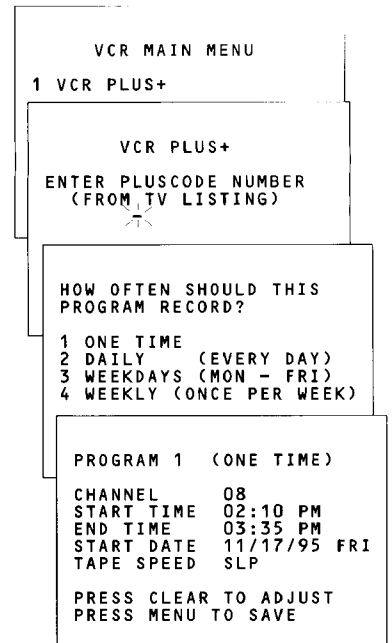 VCR MAIN MENU
1 VCR PLUS+
VCR PLUS+
ENTER PLUSCODE NUMBER
(FROM TV LISTING)
-
HOW OFTEN SHOULD THIS
PROGRAM RECORD?
1 ONE TIME
2 DAILY (EVERY DAY)
3 WEEKDAYS (MON - FRI)
4 WEEKLY (ONCE PER WEEK)
PROGRAM 1 (ONE TIME)
CHANNEL 08
START TIME 02:10 PM
END TIME 03:35 PM
START DATE 11/17/95 FRI
TAPE SPEED SLP
PRESS CLEAR TO ADJUST
PRESS MENU TO SAVE